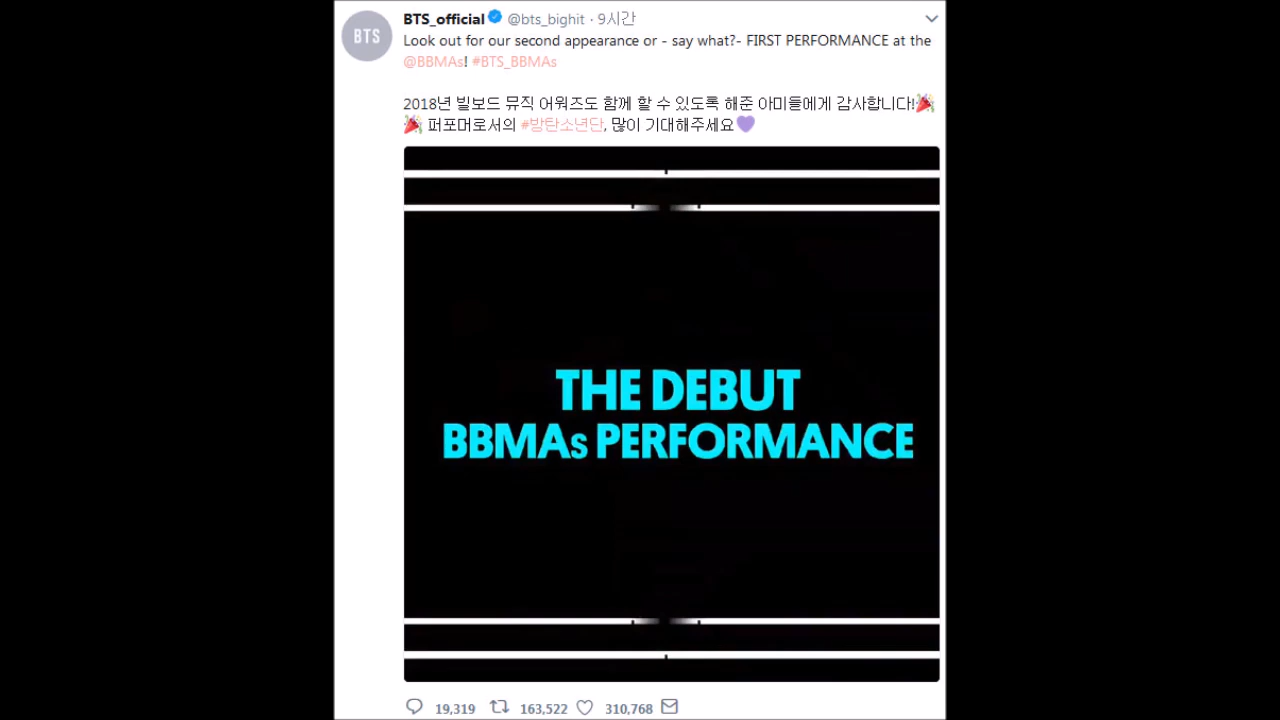 BTS
BTS_official @bts_bighit · 9시간
Look out for our second appearance or - say what?- FIRST PERFORMANCE at the
@BBMAs! #BTS_BBMAs
2018년 빌보드 뮤직 어워즈도 함께 할 수 있도록 해준 아미들에게 감사합니다!🎉
🎉 퍼포머로서의 #방탄소년단, 많이 기대해주세요💜
THE DEBUT
BBMAs PERFORMANCE
19,319 163,522 310,768